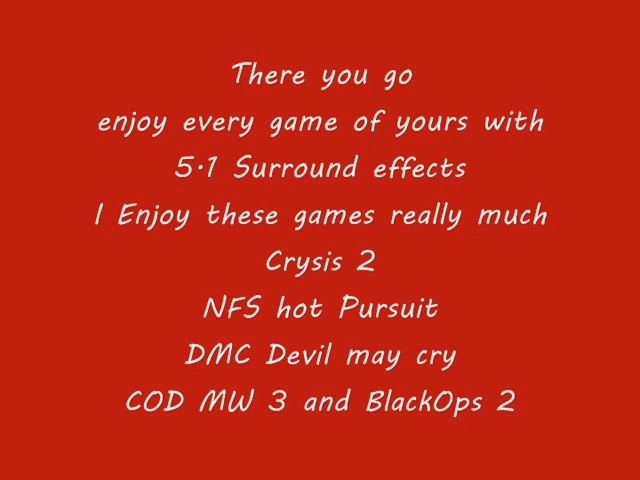 There you go
enjoy every game of yours with
5.1 Surround effects
I Enjoy these games really much
Crysis 2
NFS hot Pursuit
DMC Devil may cry
COD MW 3 and BlackOps 2